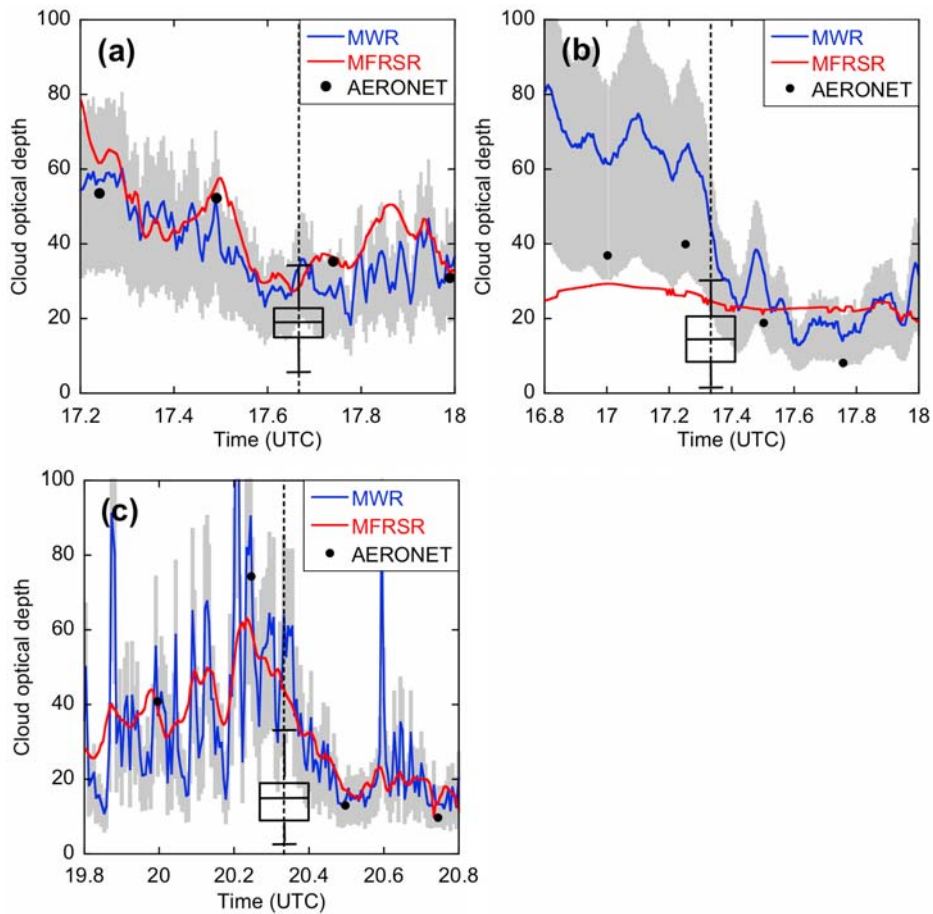 (a)
MWR
MFRSR
AERONET
Cloud optical depth
100
80
60
40
20
0
17.2 17.4 17.6 17.8 18
Time (UTC)
(b)
MWR
MFRSR
AERONET
Cloud optical depth
100
80
60
40
20
0
16.8 17 17.2 17.4 17.6 17.8 18
Time (UTC)
(c)
MWR
MFRSR
AERONET
Cloud optical depth
100
80
60
40
20
0
19.8 20 20.2 20.4 20.6 20.8
Time (UTC)